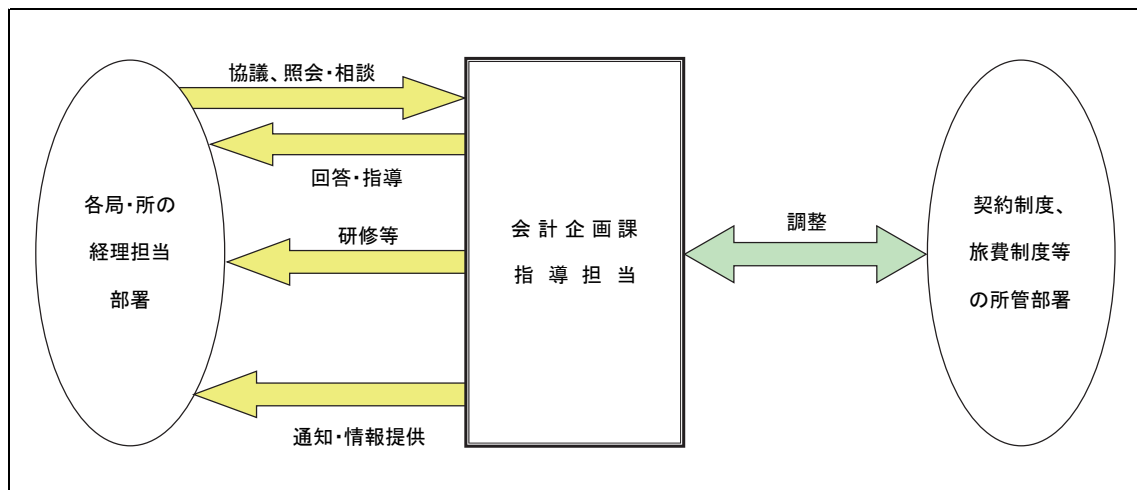 協議、照会・相談
回答・指導
各局・所の
経理担当
部署
研修等
通知・情報提供
会計企画課
指導担当
調整
契約制度、
旅費制度等
の所管部署